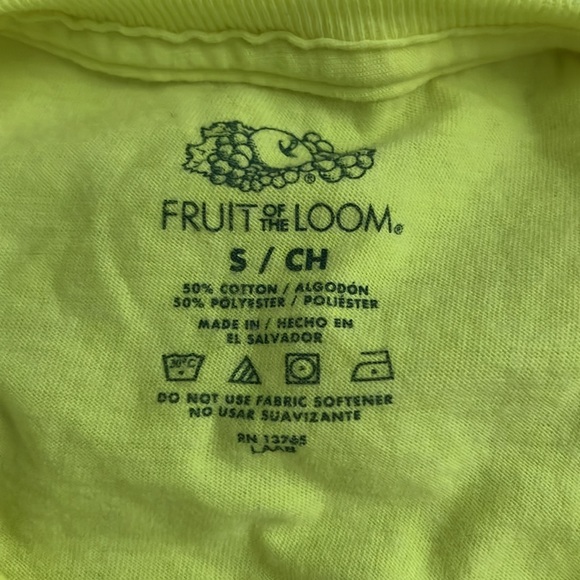 FRUIT OF THE LOOM®
S / CH
50% COTTON / ALGODÓN
50% POLYESTER / POLIÉSTER
MADE IN / HECHO EN
EL SALVADOR
30°C
DO NOT USE FABRIC SOFTENER
NO USAR SUAVIZANTE
RN 13765